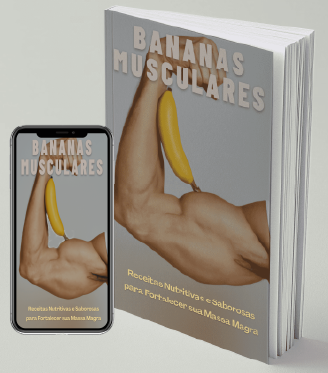 BANANAS
MUSCULARES
Receitas Nutritivas e Saborosas
para Fortalecer sua Massa Magra
BANANAS
MUSCULARES
Receitas Nutritivas e Saborosas
para Fortalecer sua Massa Magra